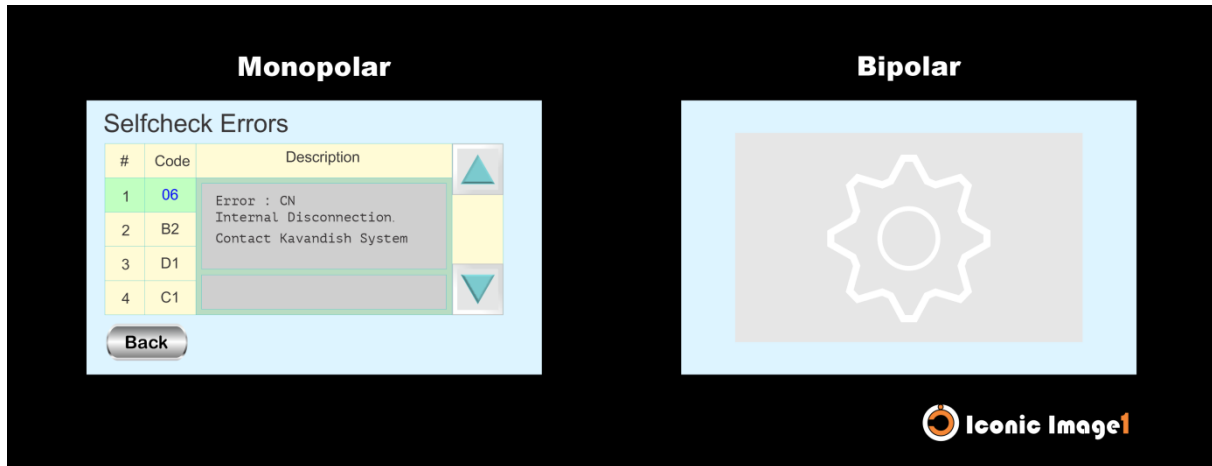 Monopolar
Bipolar
Selfcheck Errors
# Code Description
1 06
2 B2
3 D1
4 C1
Error : CN
Internal Disconnection.
Contact Kavandish System
Back
Iconic Image1